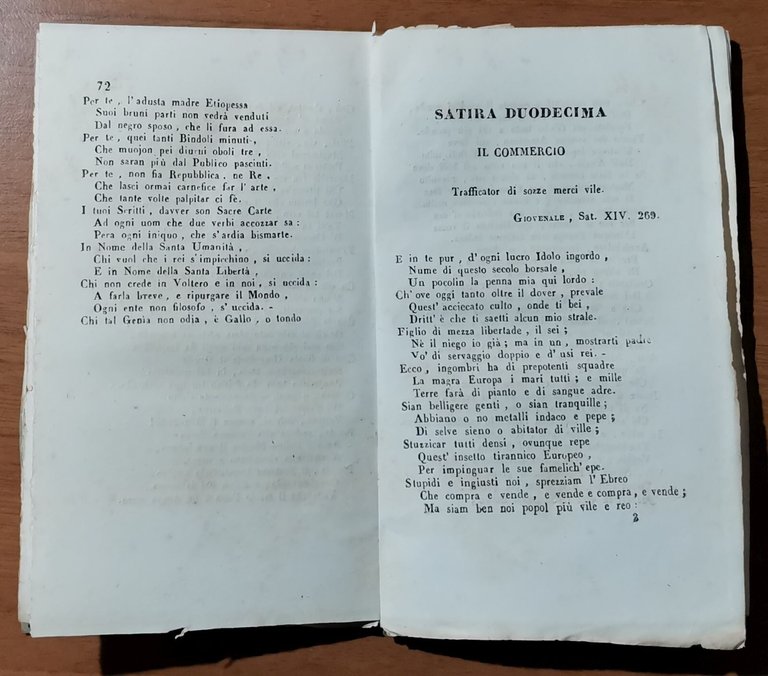 72
Per te, l'adusta madre Etiopessa
Suoi bruni parti non vedrà venduti
Dal negro sposo, che li fura ad essa.
Per te, quei tanti Bindoli minuti,
Che muojon pei diurni oboli tre,
Non saran più dal Publico pasciuti.
Per te, non fia Repubblica, ne Re,
Che lasci ormai carnefice far l'arte,
Che tante volte palpitar ci fè.
I tuoi Scritti, davver son Sacre Carte
Ad ogni uom che due verbi accozzar sa:
Pera ogni iniquo, che s'ardia biasmarte.
In Nome della Santa Umanità,
Chi vuol che i rei s'impicchino, si uccida:
E in Nome della Santa Libertà,
Chi non crede in Voltero e in noi, si uccida:
A farla breve, e ripurgare il Mondo,
Ogni ente non filosofo, s'uccida. -
Chi tal Genìa non odia, è Gallo, o tondo
SATIRA DUODECIMA
IL COMMERCIO
Trafficator di sozze merci vile.
GIOVENALE, Sat. XIV. 269.
E in te pur, d'ogni lucro Idolo ingordo,
Nume di questo secolo borsale,
Un pocolin la penna mia qui lordo:
Ch'ove oggi tanto oltre il dover, prevale
Quest'acciecato culto, onde ti bei,
Dritt'è che ti saetti alcun mio strale.
Figlio di mezza libertade, il sei;
Nè il niego io già; ma in un, mostrarti padre
Vo' di servaggio doppio e d'usi rei. -
Ecco, ingombri ha di prepotenti squadre
La magra Europa i mari tutti; e mille
Terre farà di pianto e di sangue adre.
Sian belligere genti, o sian tranquille;
Abbiano o no metalli indaco e pepe;
Di selve sieno o abitator di ville;
Stuzzicar tutti densi, ovunque repe
Quest'insetto tirannico Europeo,
Per impinguar le sue famelich'epe.
Stupidi e ingiusti noi, sprezziam l'Ebreo
Che compra e vende, e vende e compra, e vende;
Ma siam ben noi popol più vile e reo:
2